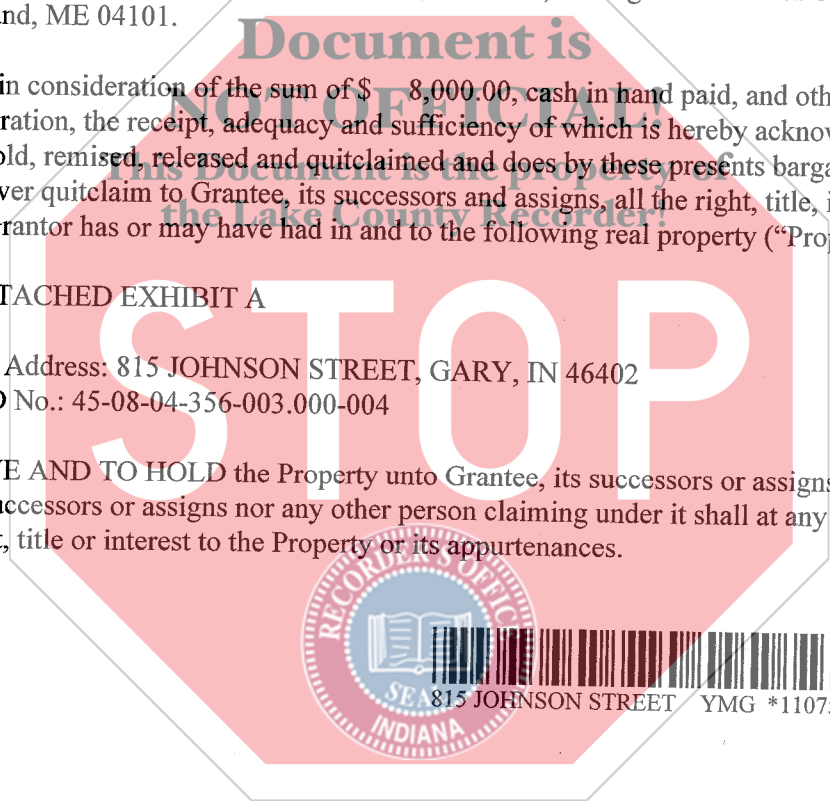 nd, ME 04101.
Document is
in consideration of the sum of $ 8,000.00, cash in hand paid, and oth
NOT OFFICIAL!
ration, the receipt, adequacy and sufficiency of which is hereby acknov
This Document is the property of
old, remised, released and quitclaimed and does by these presents barga
ver quitclaim to Grantee, its successors and assigns, all the right, title, i
the Lake County Recorder!
rantor has or may have had in and to the following real property (“Prop
TACHED EXHIBIT A
STOP
Address: 815 JOHNSON STREET, GARY, IN 46402
D No.: 45-08-04-356-003.000-004
E AND TO HOLD the Property unto Grantee, its successors or assigns
uccessors or assigns nor any other person claiming under it shall at any
t, title or interest to the Property or its appurtenances.
RECORDER'S OFFICE
SEAL
INDIANA
815 JOHNSON STREET YMG *1107